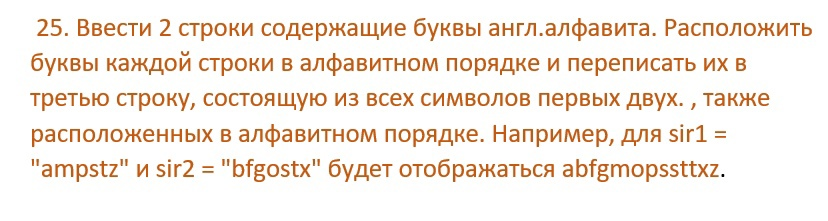 25. Ввести 2 строки содержащие буквы англ.алфавита. Расположить
буквы каждой строки в алфавитном порядке и переписать их в
третью строку, состоящую из всех символов первых двух. , также
расположенных в алфавитном порядке. Например, для sir1 =
"ampstz" и sir2 = "bfgostx" будет отображаться abfgmopssttxz.